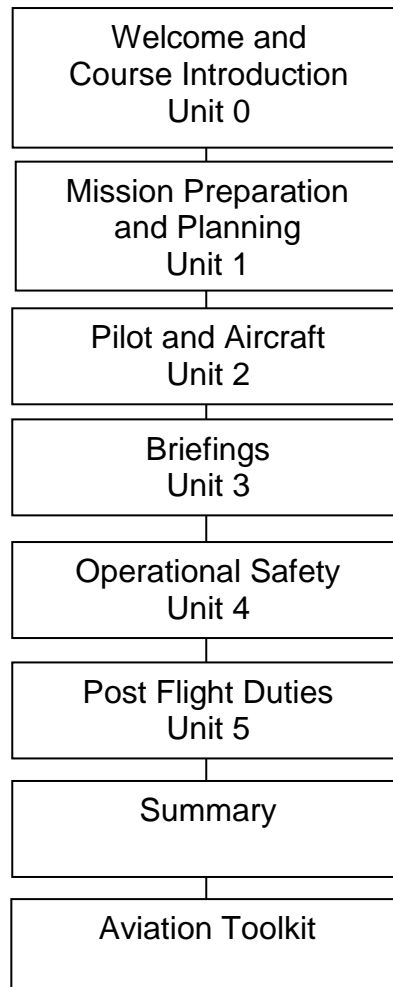 Welcome and
Course Introduction
Unit 0
Mission Preparation
and Planning
Unit 1
Pilot and Aircraft
Unit 2
Briefings
Unit 3
Operational Safety
Unit 4
Post Flight Duties
Unit 5
Summary
Aviation Toolkit